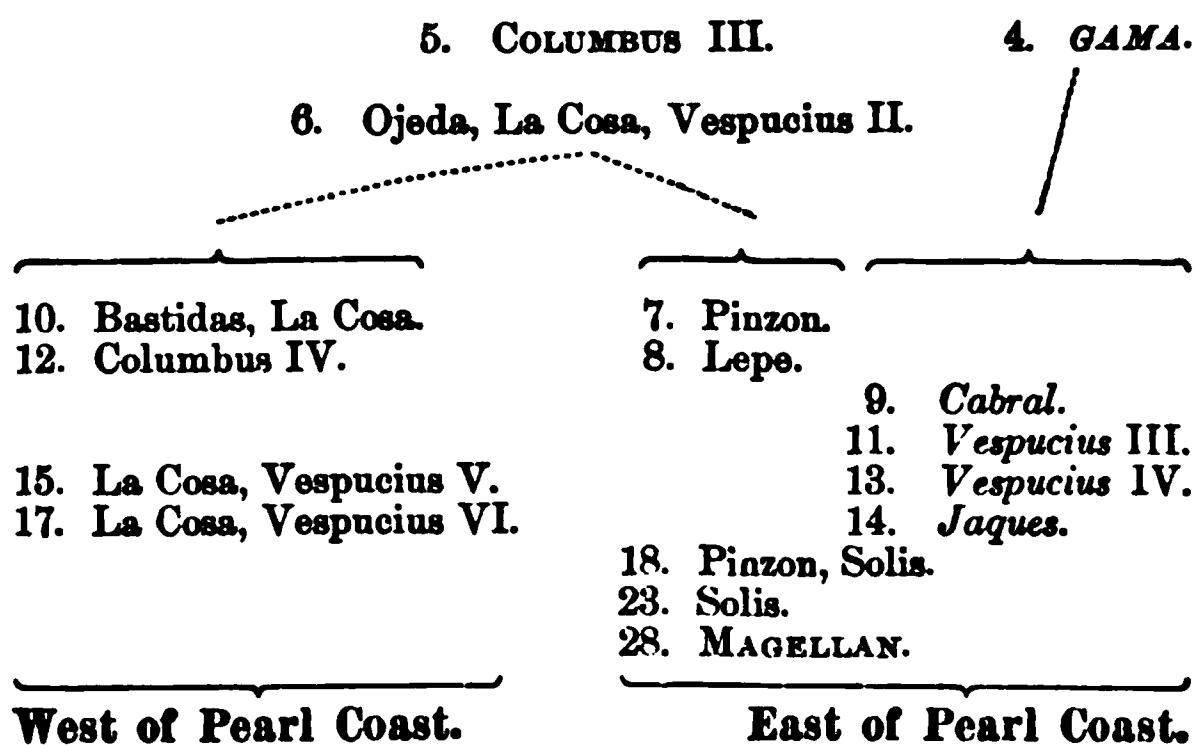 5. COLUMBUS III.
4. GAMA.
6. Ojeda, La Cosa, Vespucius II.
10. Bastidas, La Cosa.
12. Columbus IV.
7. Pinzon.
8. Lepe.
9. Cabral.
11. Vespucius III.
13. Vespucius IV.
14. Jaques.
15. La Cosa, Vespucius V.
17. La Cosa, Vespucius VI.
18. Pinzon, Solis.
23. Solis.
28. MAGELLAN.
West of Pearl Coast.
East of Pearl Coast.